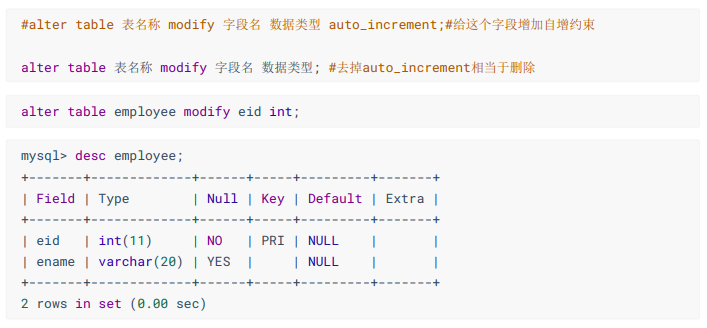 #alter table 表名称 modify 字段名 数据类型 auto_increment;#给这个字段增加自增约束
alter table 表名称 modify 字段名 数据类型; #去掉auto_increment相当于删除
alter table employee modify eid int;
mysql> desc employee;
+-------+-------------+------+-----+---------+-------+
| Field | Type        | Null | Key | Default | Extra |
+-------+-------------+------+-----+---------+-------+
| eid   | int(11)     | NO   | PRI | NULL    |       |
| ename | varchar(20) | YES  |     | NULL    |       |
+-------+-------------+------+-----+---------+-------+
2 rows in set (0.00 sec)